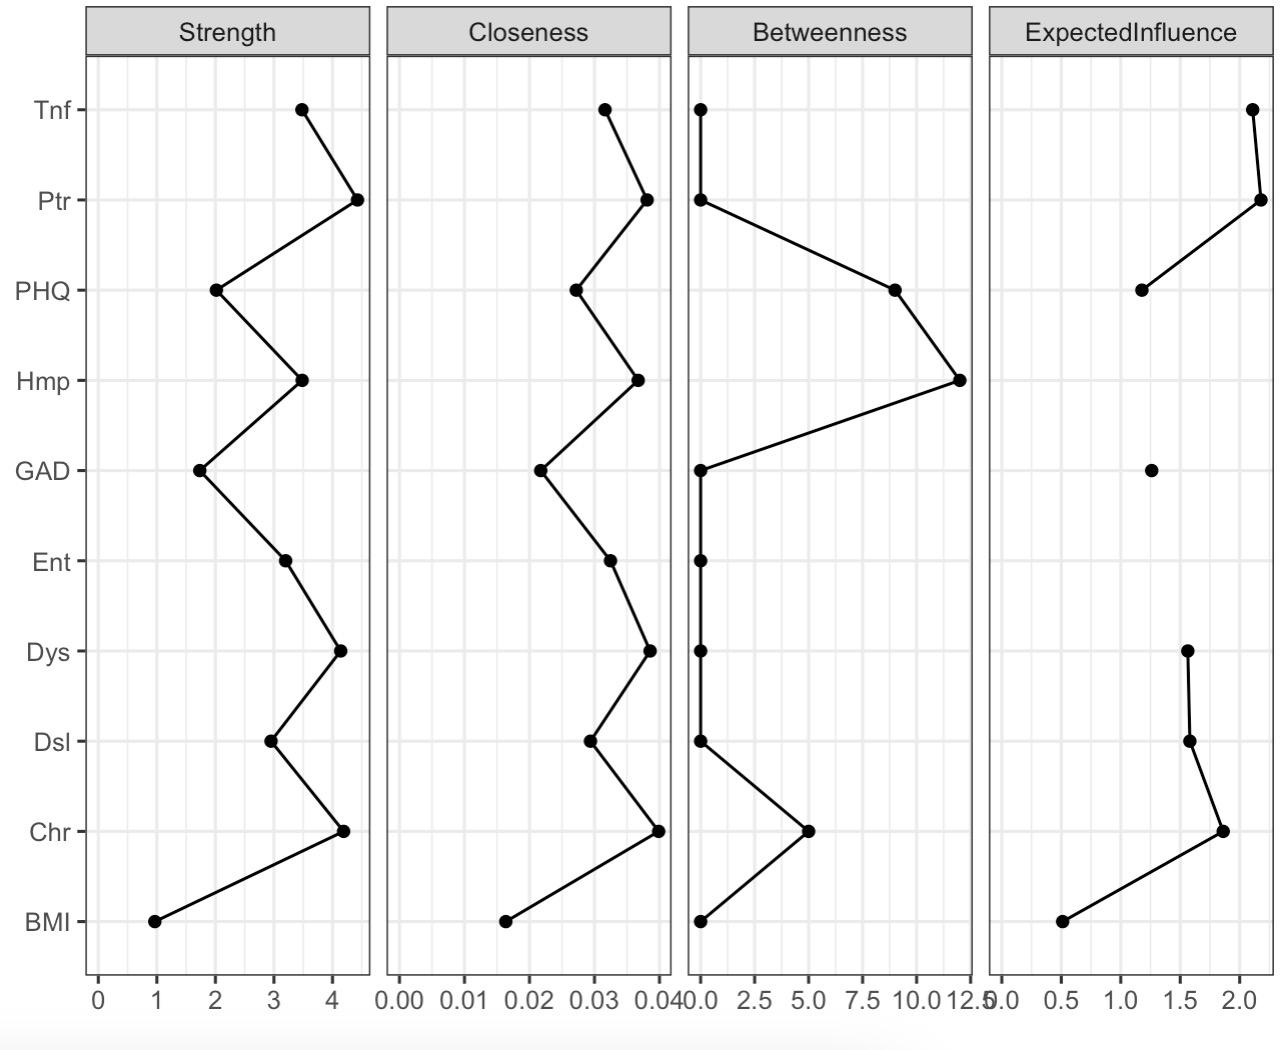 Strength Closeness Betweenness ExpectedInfluence
Tnf
Ptr
PHQ
Hmp
GAD
Ent
Dys
Dsl
Chr
BMI
0 1 2 3 4 0.00 0.01 0.02 0.03 0.04 0.0 2.5 5.0 7.5 10.0 12.5 0.0 0.5 1.0 1.5 2.0